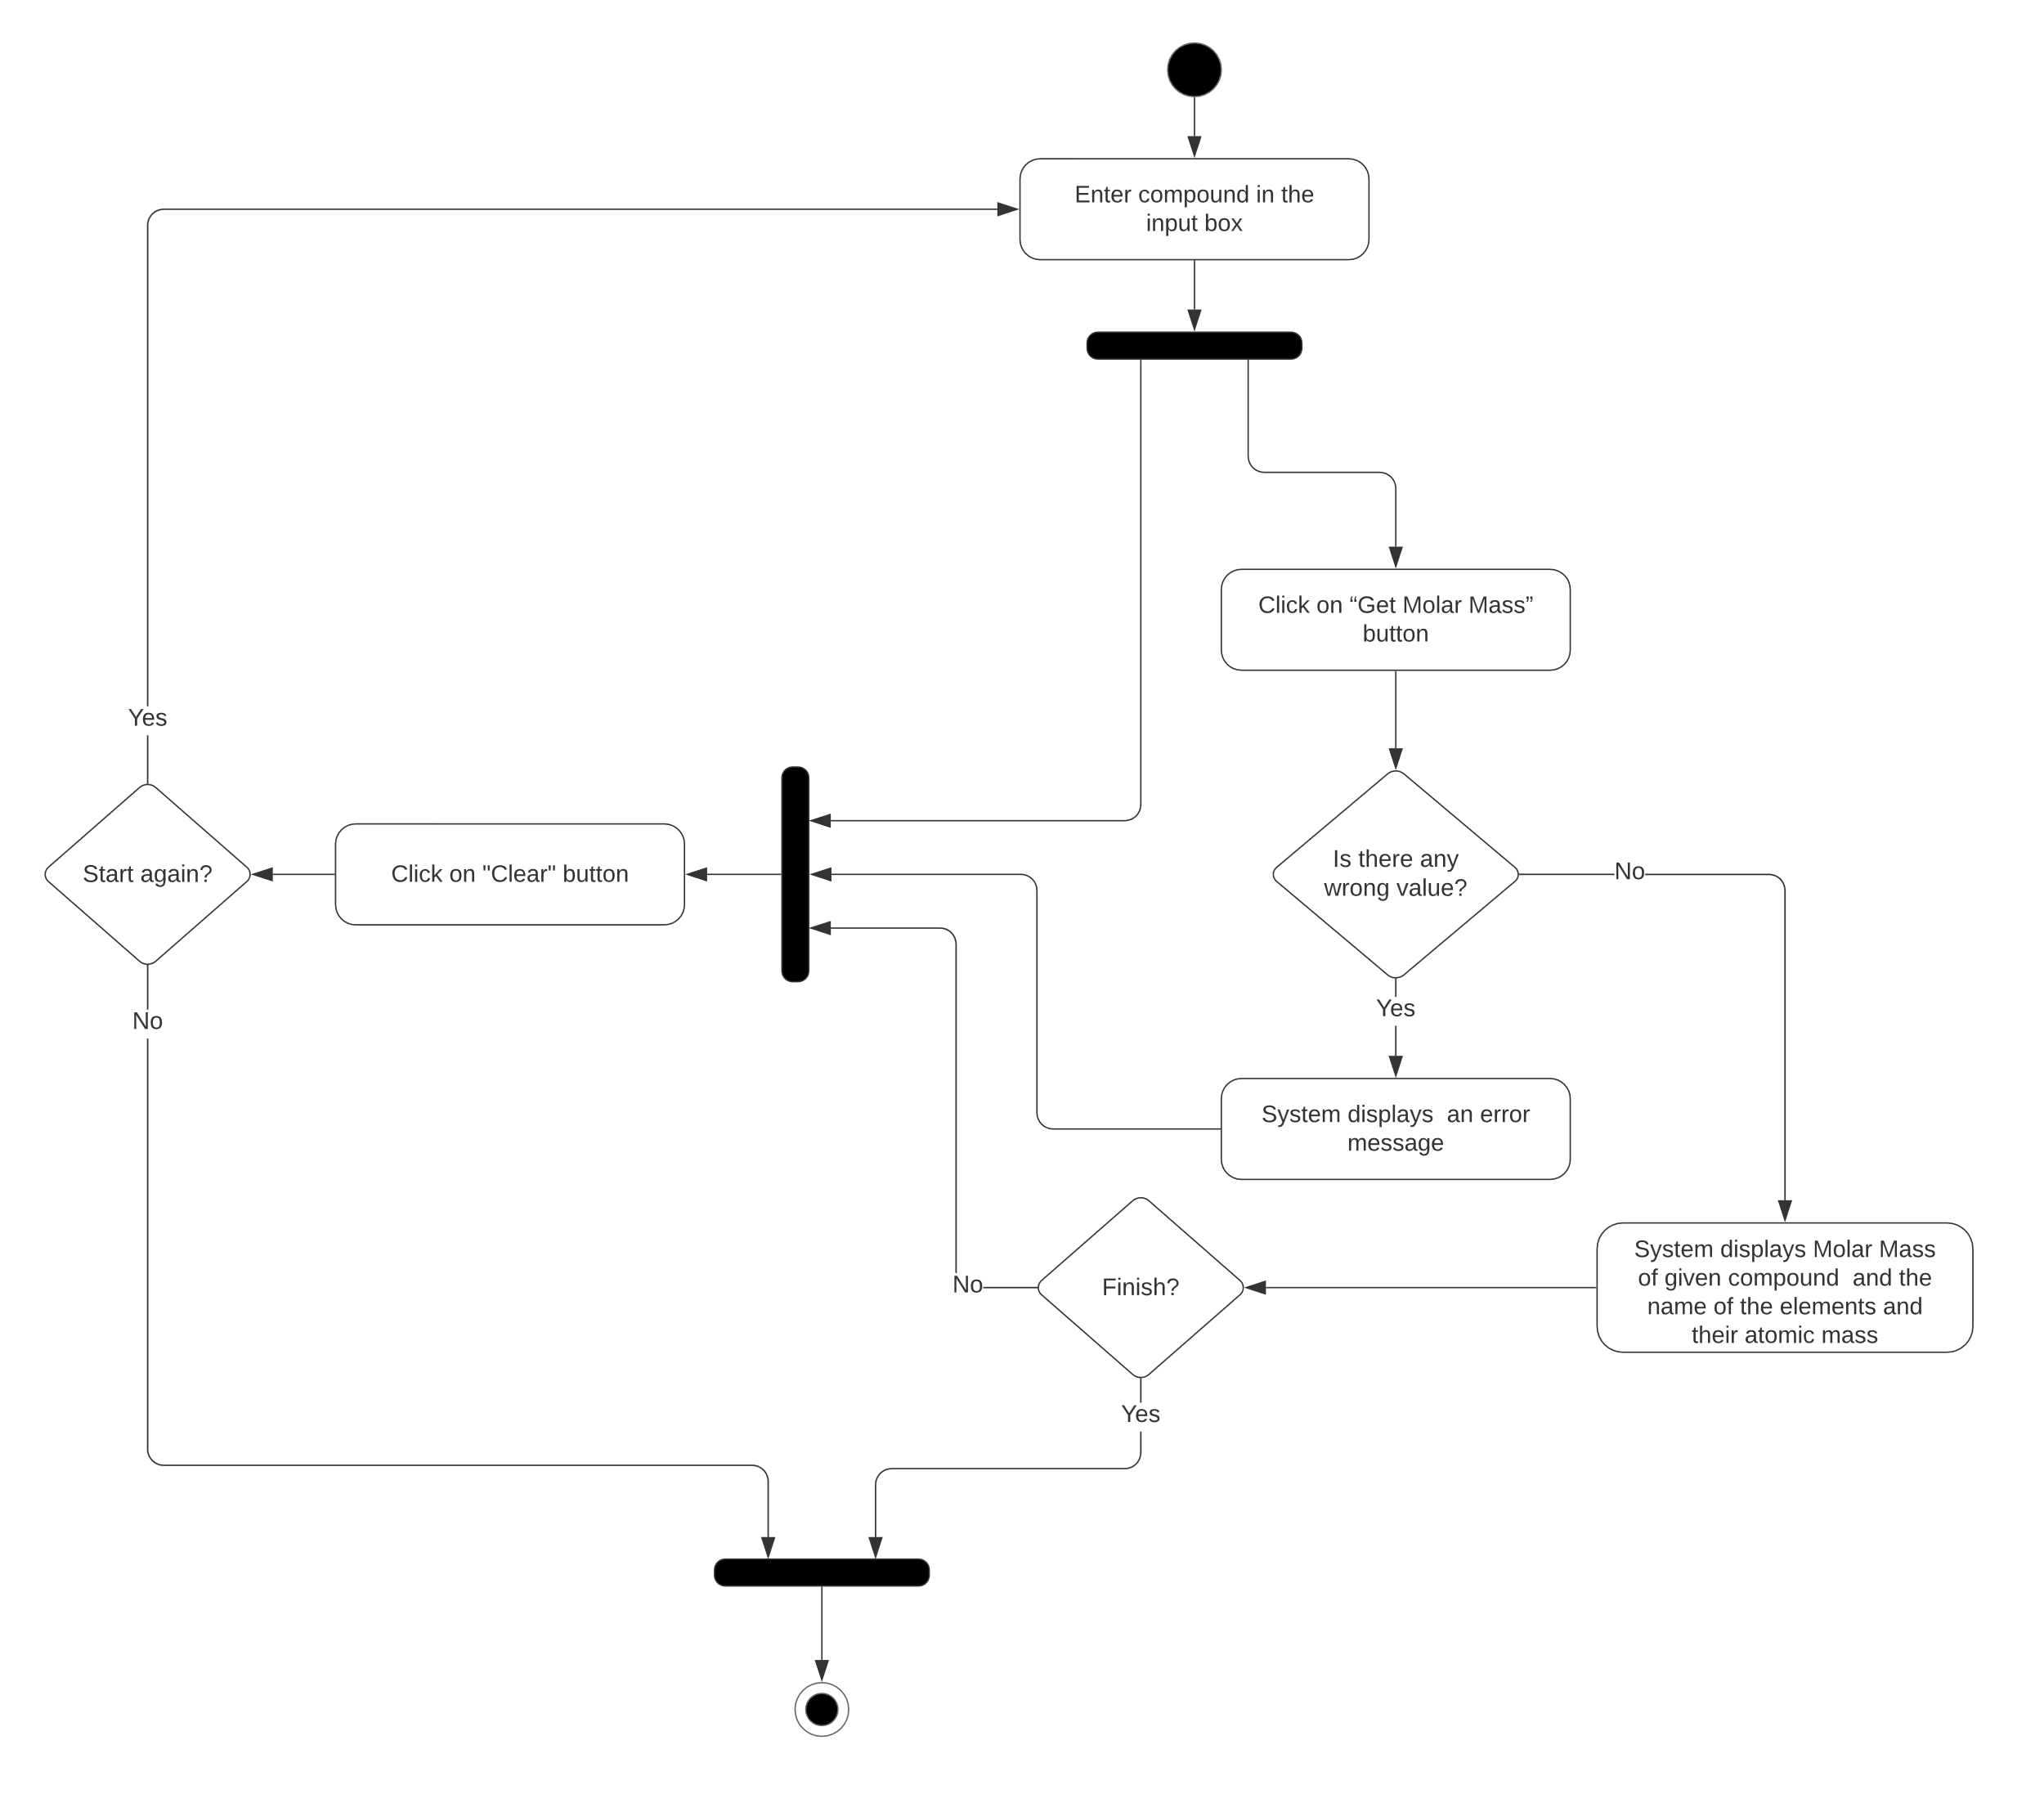 Enter compound in the
input box
Click on “Get Molar Mass”
button
Yes
Start again?
Click on "Clear" button
Is there any
wrong value?
No
Yes
No
System displays  an error
message
System displays Molar Mass
of given compound  and the
name of the elements and
their atomic mass
Finish?
No
Yes